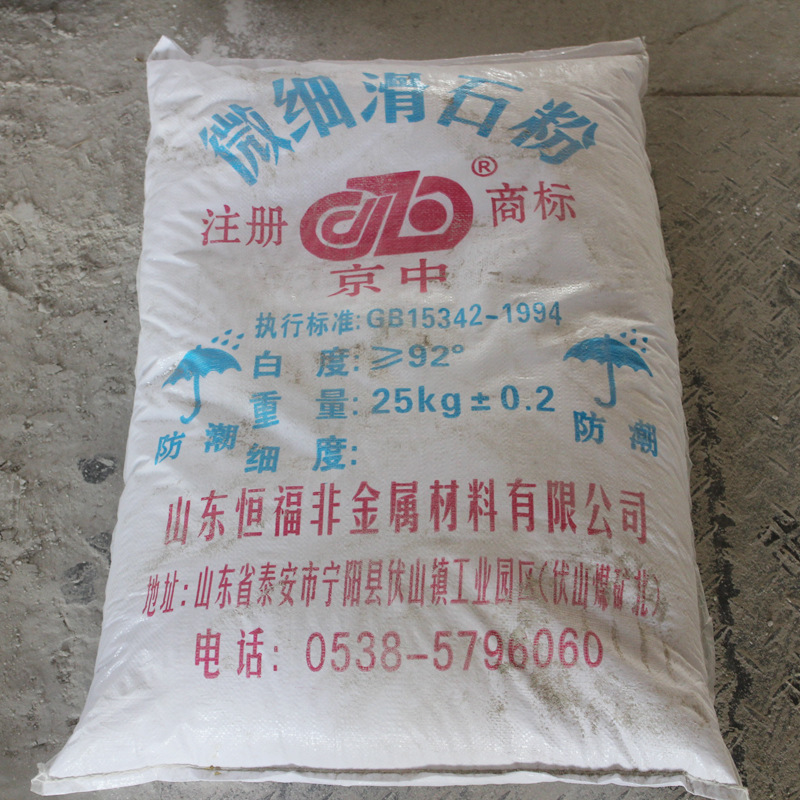 微细滑石粉
注册 ® 商标
京中
执行标准: GB15342-1994
白 度: ≥92°
重 量: 25kg±0.2
细 度:
防潮 防潮
山东恒福非金属材料有限公司
地址: 山东省泰安市宁阳县伏山镇工业园区(伏山煤矿北)
电话: 0538-5796060